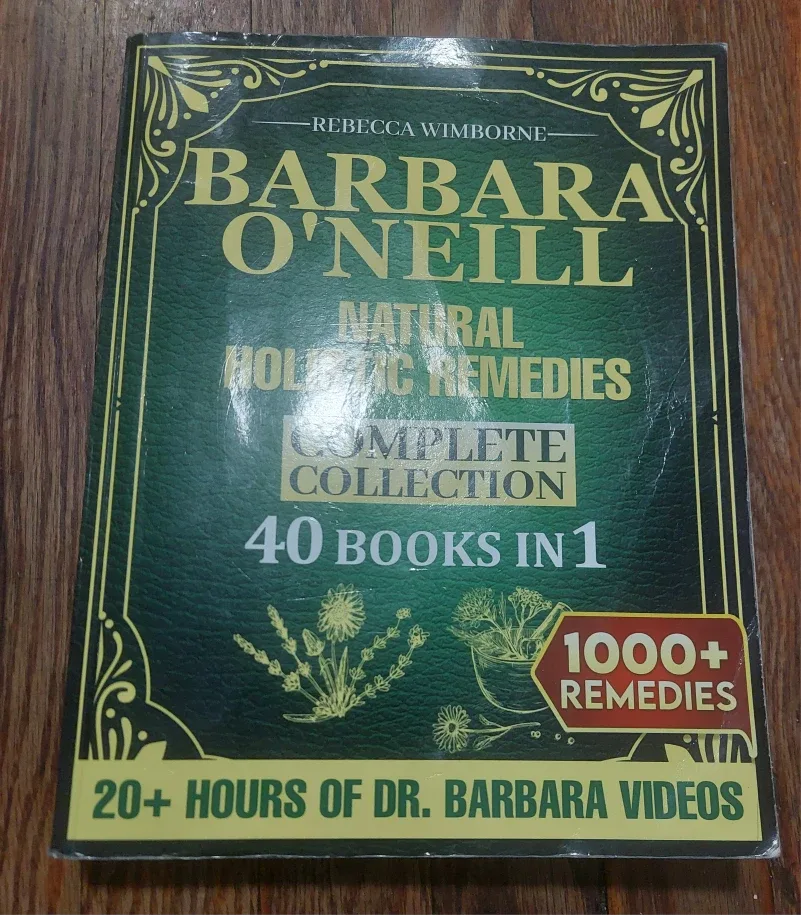 REBECCA WIMBORNE
BARBARA
O'NEILL
NATURAL
HOLISTIC REMEDIES
COMPLETE
COLLECTION
40 BOOKS IN 1
1000+
REMEDIES
20+ HOURS OF DR. BARBARA VIDEOS